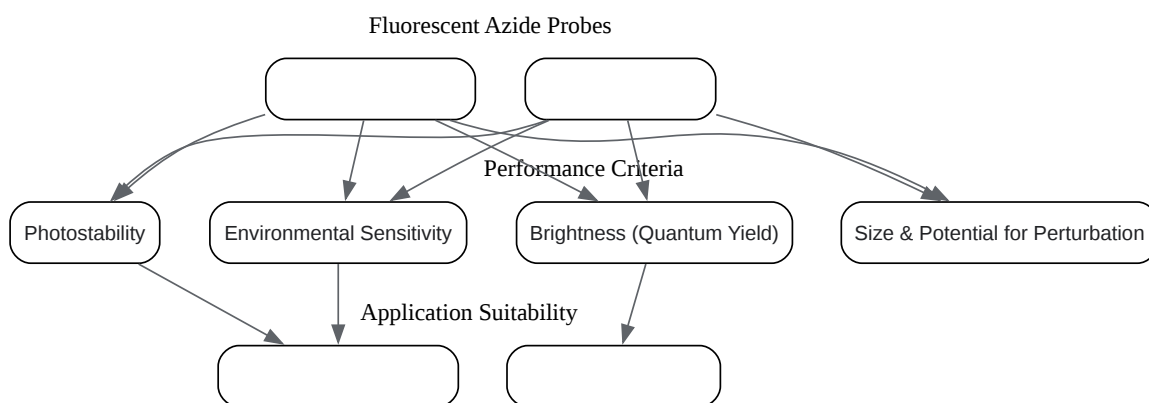 Fluorescent Azide Probes
Performance Criteria
Photostability
Environmental Sensitivity
Brightness (Quantum Yield)
Size & Potential for Perturbation
Application Suitability